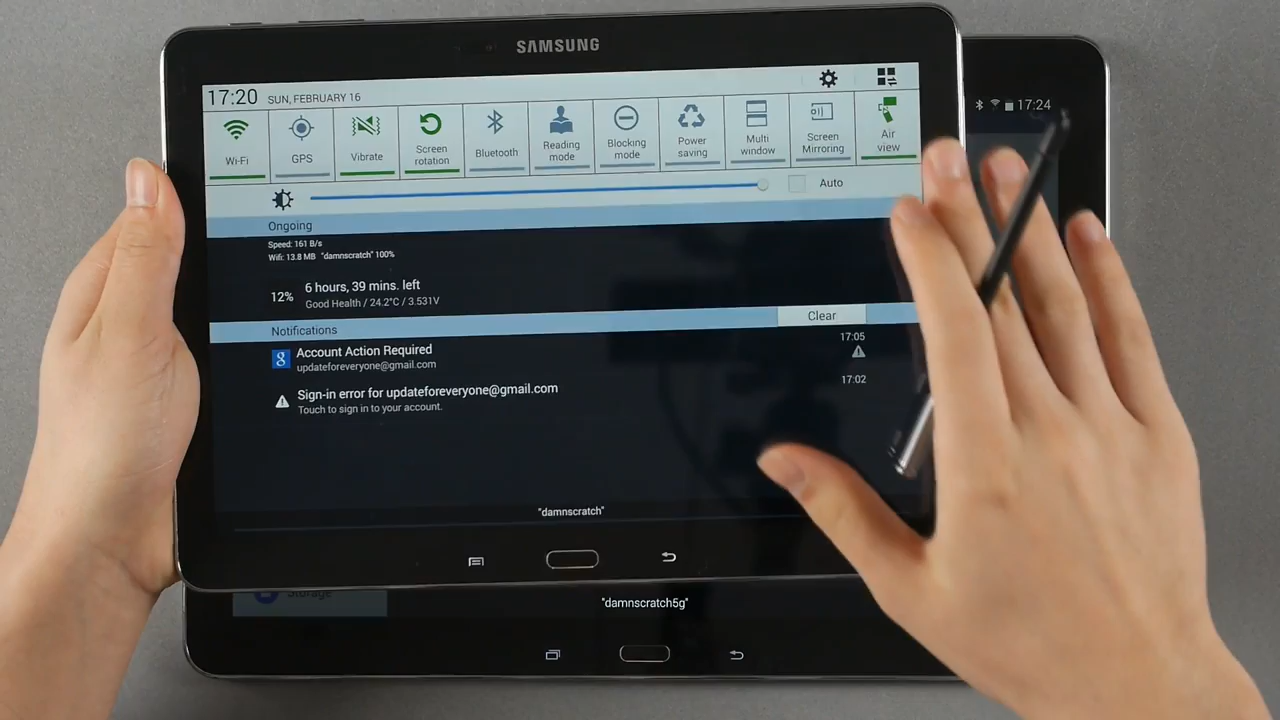 SAMSUNG
17:20 SUN, FEBRUARY 16
17:24
Wi-Fi
GPS
Vibrate
Screen
rotation
Bluetooth
Reading
mode
Blocking
mode
Power
saving
Multi
window
Screen
Mirroring
Air
view
Auto
Ongoing
Speed: 161 B/s
Wifi: 13.8 MB "damnscratch" 100%
12%
6 hours, 39 mins. left
Good Health / 24.2°C / 3.531V
Notifications
Clear
8 Account Action Required
17:05
updateforeveryone@gmail.com
Sign-in error for updateforeveryone@gmail.com
17:02
Touch to sign in to your account.
"damnscratch"
Storage
"damnscratch5g"